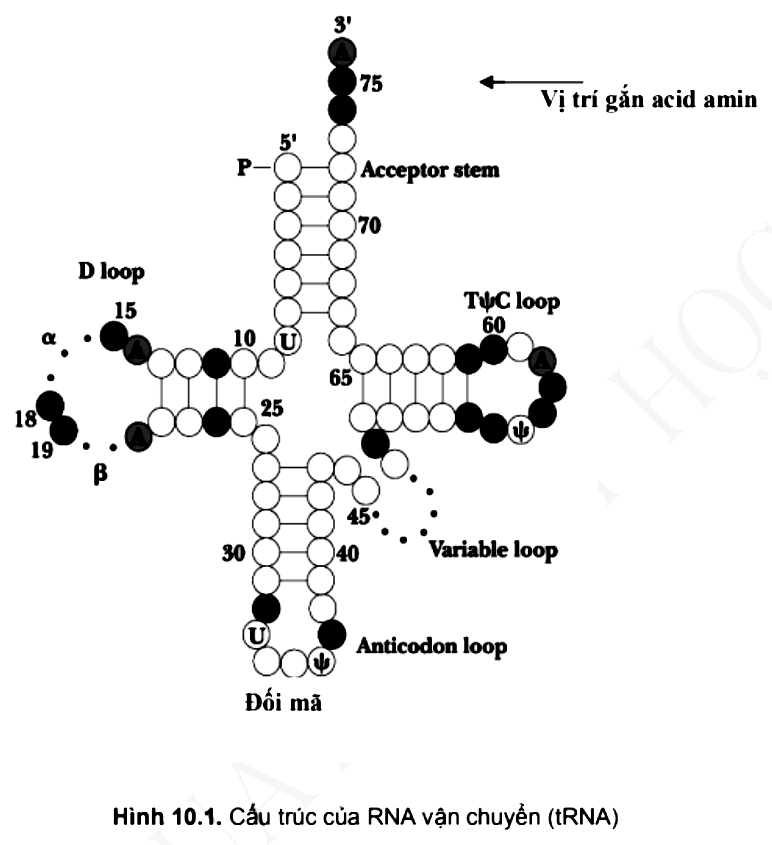 3'
A
75
Vị trí gắn acid amin
5'
P
Acceptor stem
70
D loop
TψC loop
15
10
60
α
A
U
A
65
18
25
19
A
ψ
β
45
30
40
Variable loop
U
Anticodon loop
ψ
Đối mã
Hình 10.1. Cấu trúc của RNA vận chuyển (tRNA)